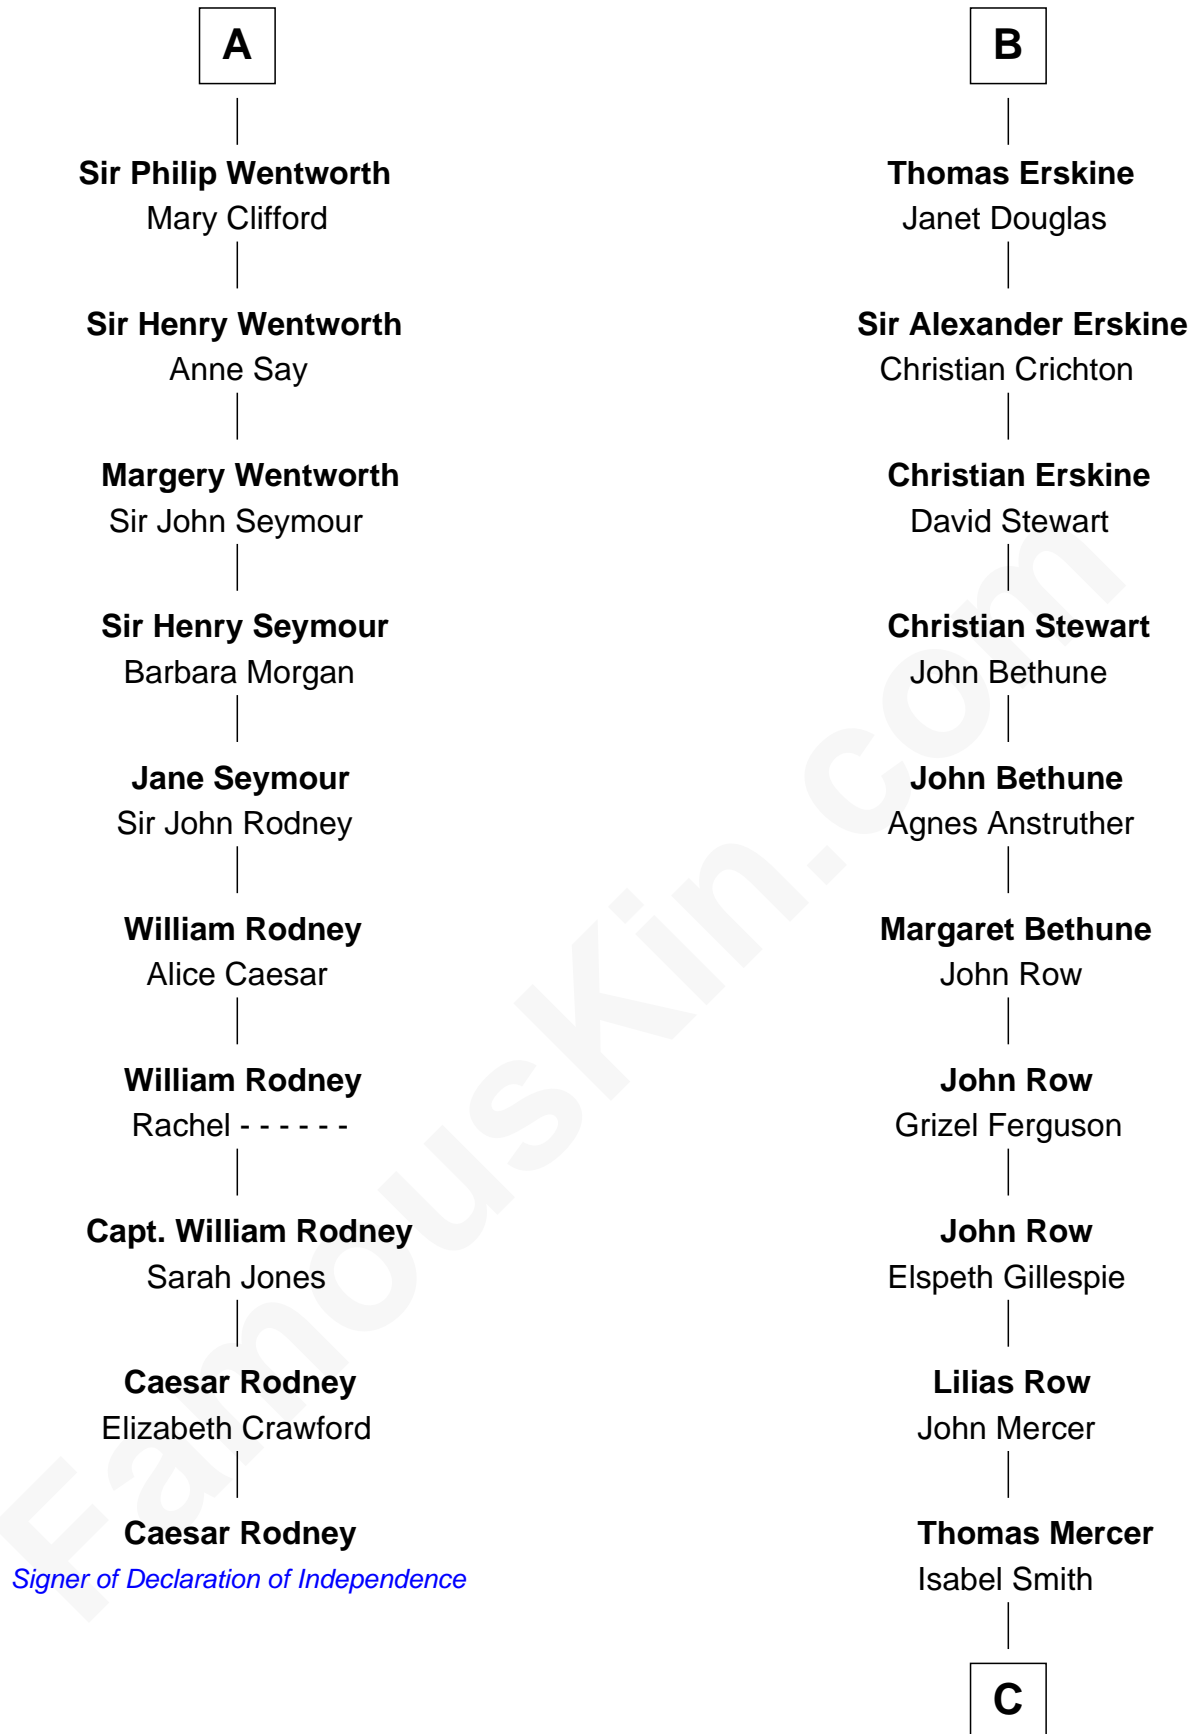 A
Sir Philip Wentworth
Mary Clifford
Sir Henry Wentworth
Anne Say
Margery Wentworth
Sir John Seymour
Sir Henry Seymour
Barbara Morgan
Jane Seymour
Sir John Rodney
William Rodney
Alice Caesar
William Rodney
Rachel - - - - - -
Capt. William Rodney
Sarah Jones
Caesar Rodney
Elizabeth Crawford
Caesar Rodney
Signer of Declaration of Independence
B
Thomas Erskine
Janet Douglas
Sir Alexander Erskine
Christian Crichton
Christian Erskine
David Stewart
Christian Stewart
John Bethune
John Bethune
Agnes Anstruther
Margaret Bethune
John Row
John Row
Grizel Ferguson
John Row
Elspeth Gillespie
Lilias Row
John Mercer
Thomas Mercer
Isabel Smith
C
FamousKin.com